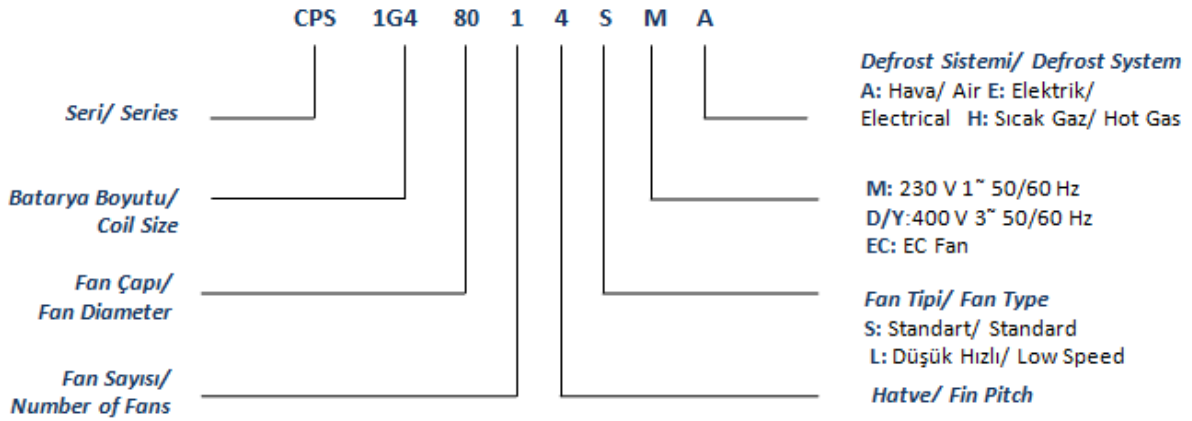 CPS 1G4 80 1 4 S M A
Defrost Sistemi/ Defrost System
A: Hava/ Air E: Elektrik/
Electrical H: Sıcak Gaz/ Hot Gas
Seri/ Series
M: 230 V 1~ 50/60 Hz
D/Y:400 V 3~ 50/60 Hz
EC: EC Fan
Batarya Boyutu/
Coil Size
Fan Çapı/
Fan Diameter
Fan Tipi/ Fan Type
S: Standart/ Standard
L: Düşük Hızlı/ Low Speed
Fan Sayısı/
Number of Fans
Hatve/ Fin Pitch